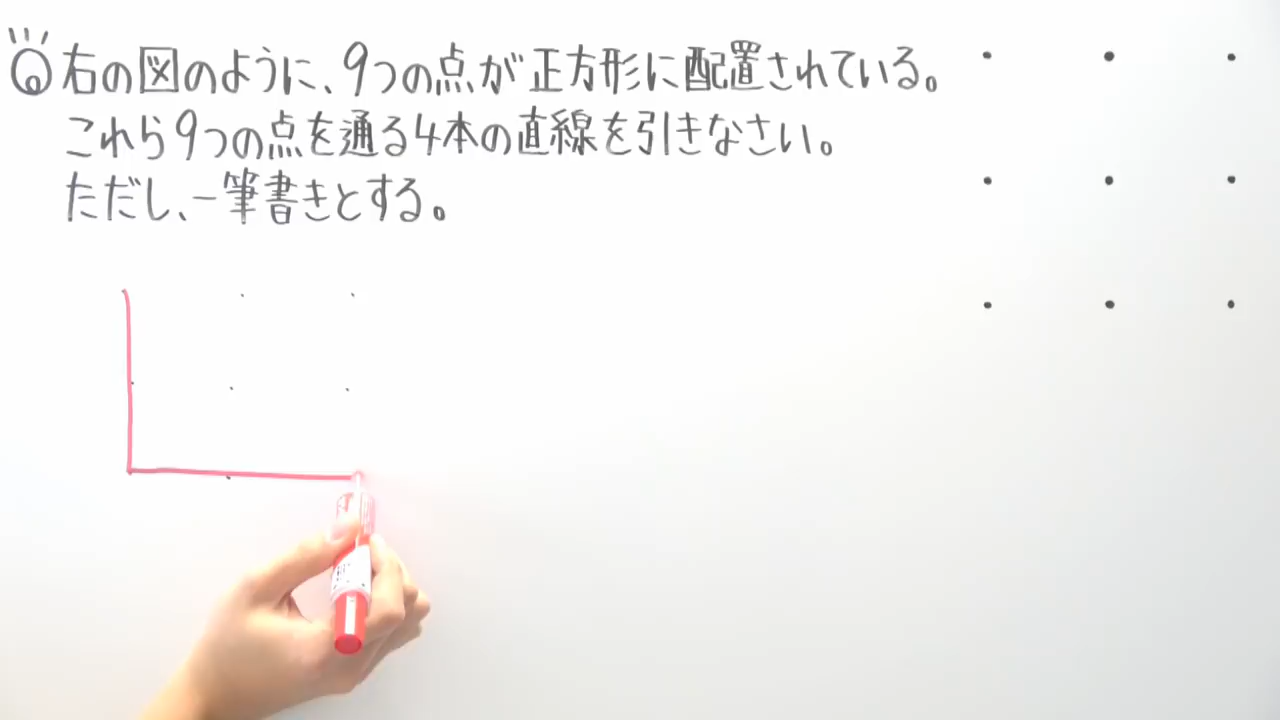 Q 右の図のように、9つの点が正方形に配置されている。
これら9つの点を通る4本の直線を引きなさい。
ただし、一筆書きとする。